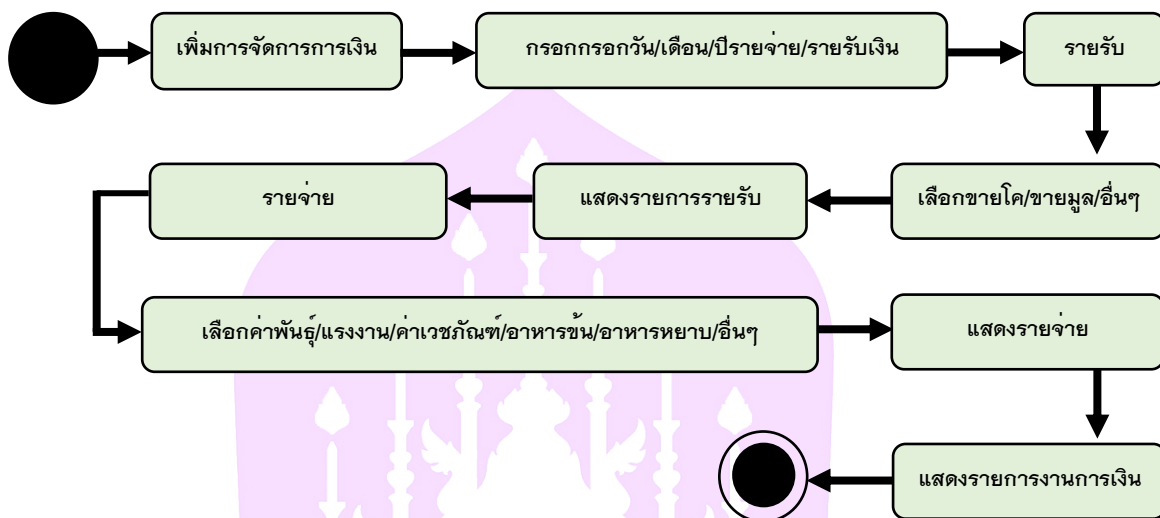 เพิ่มการจัดการการเงิน
กรอกกรอกวัน/เดือน/ปีรายจ่าย/รายรับเงิน
รายรับ
เลือกขายโค/ขายมูล/อื่นๆ
แสดงรายการรายรับ
รายจ่าย
เลือกค่าพันธุ์/แรงงาน/ค่าเวชภัณฑ์/อาหารข้น/อาหารหยาบ/อื่นๆ
แสดงรายจ่าย
แสดงรายการงานการเงิน